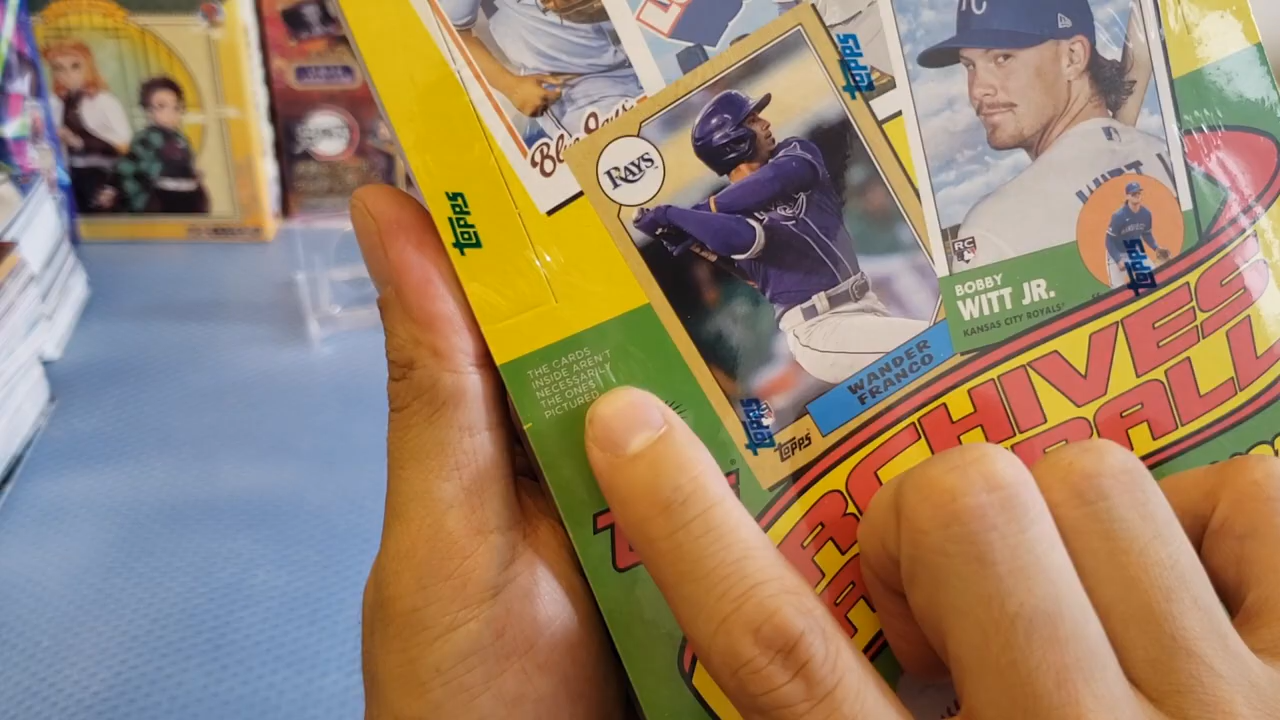 Blue Jays
TOPPS
RAYS
TOPPS
WANDER
FRANCO
TOPPS
TOPPS
KC
RC
BOBBY
WITT JR.
KANSAS CITY ROYALS
TOPPS
THE CARDS
INSIDE AREN'T
NECESSARILY
THE ONES
PICTURED
ARCHIVES